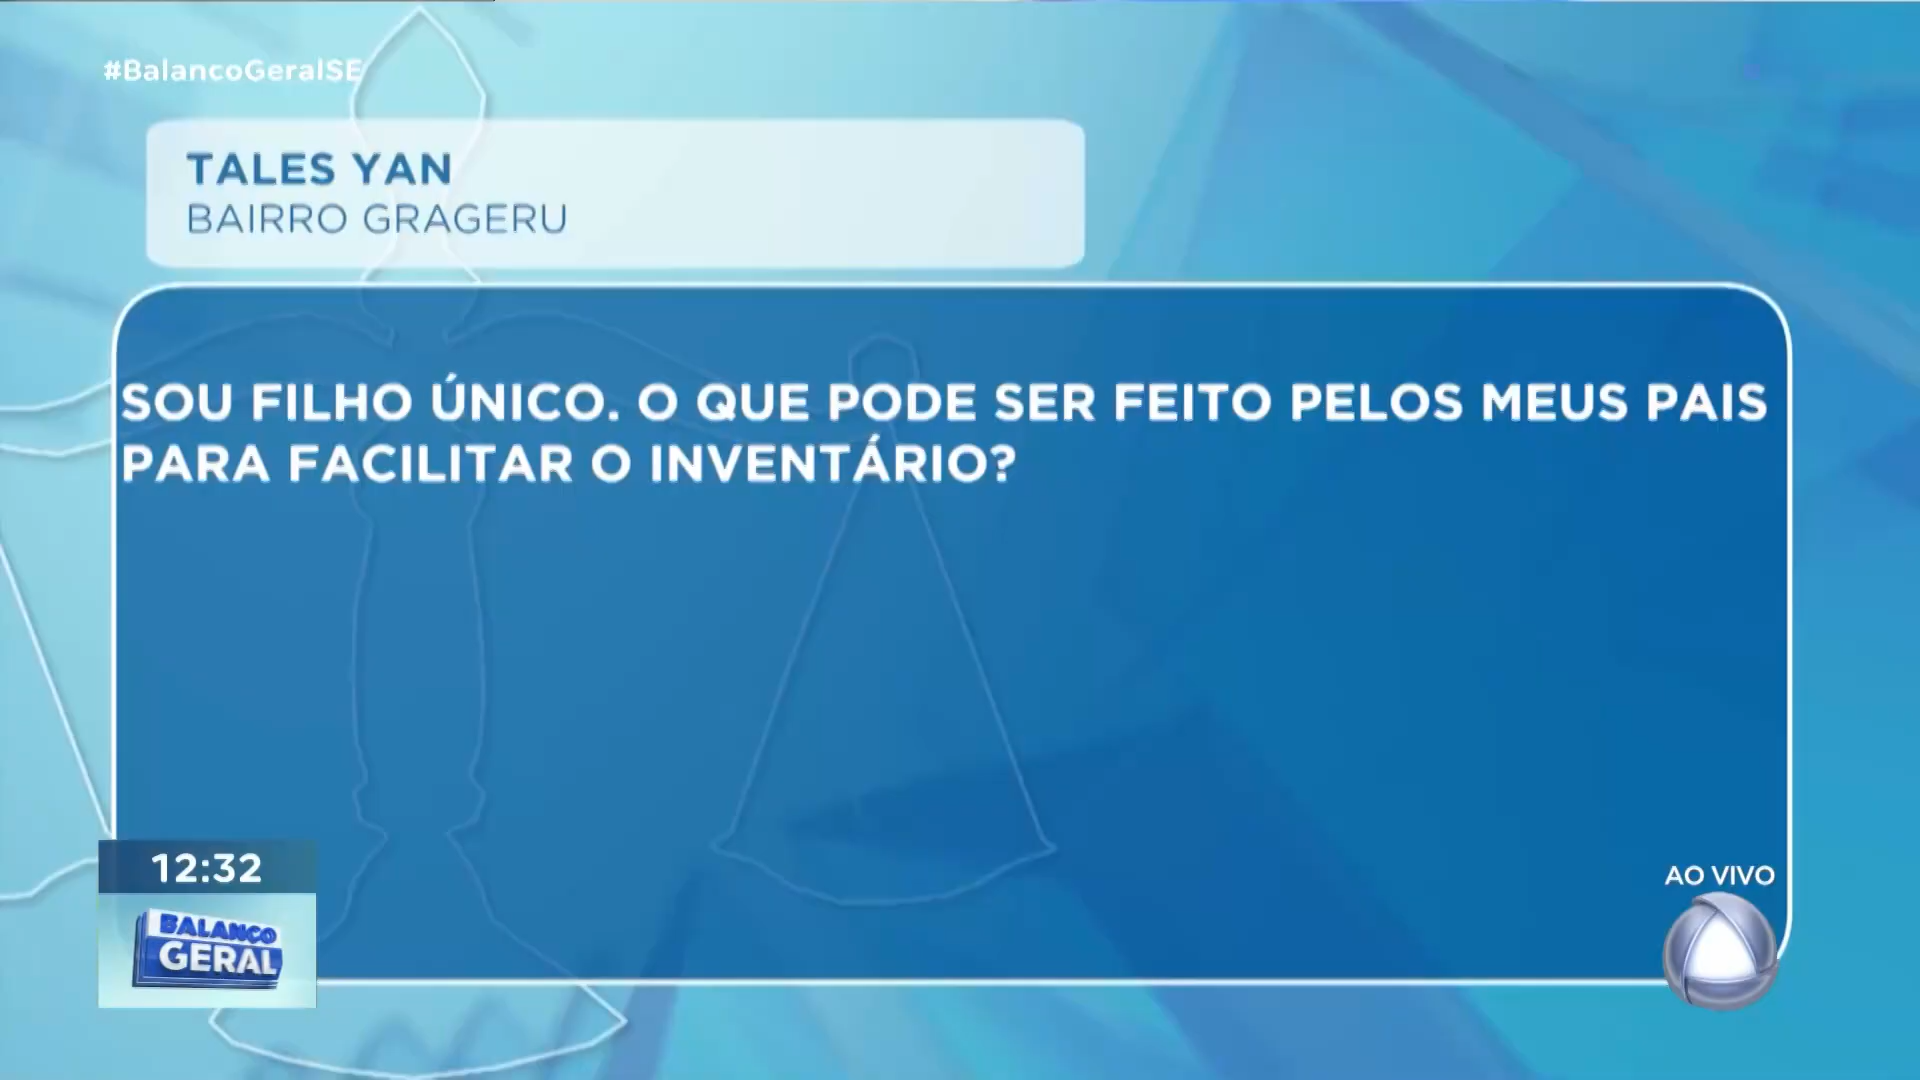 #BalancoGeralSE
TALES YAN
BAIRRO GRAGERU
SOU FILHO ÚNICO. O QUE PODE SER FEITO PELOS MEUS PAIS
PARA FACILITAR O INVENTÁRIO?
12:32
BALANÇO
GERAL
AO VIVO